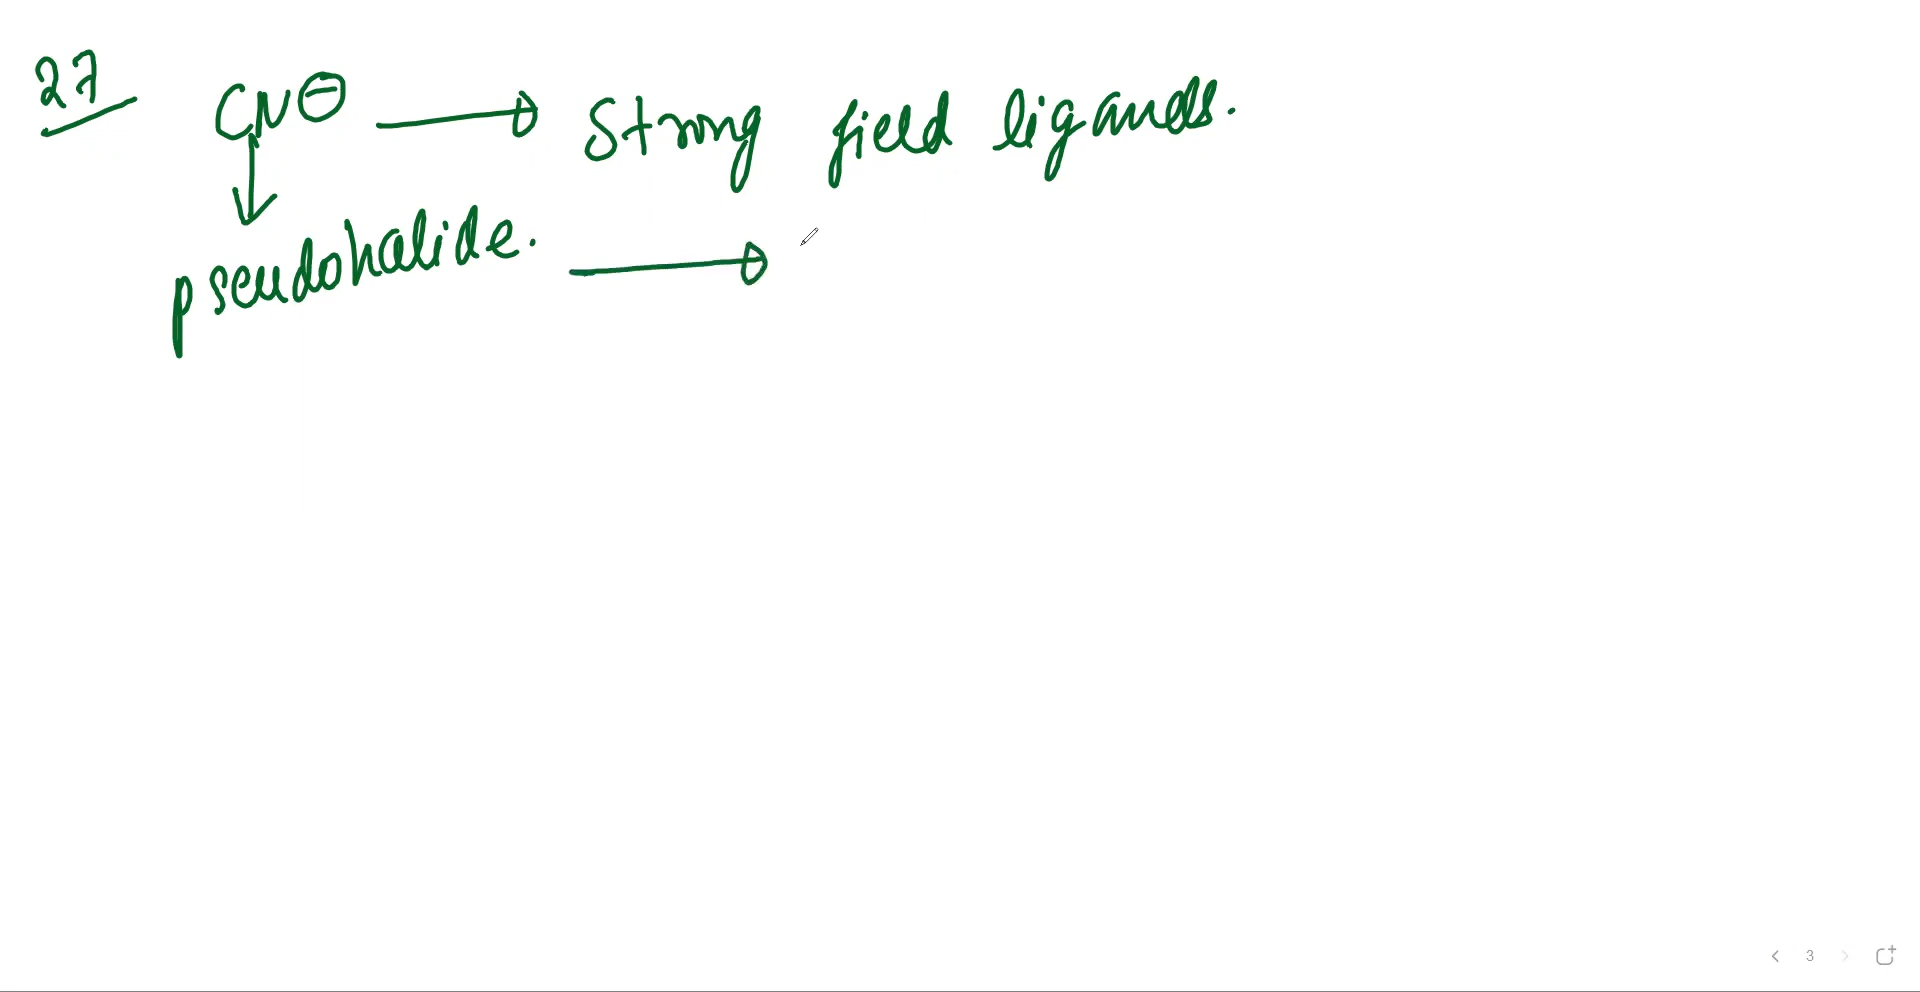 27 CN⊖ → Strong field ligands.
↓
pseudohalide. →
3